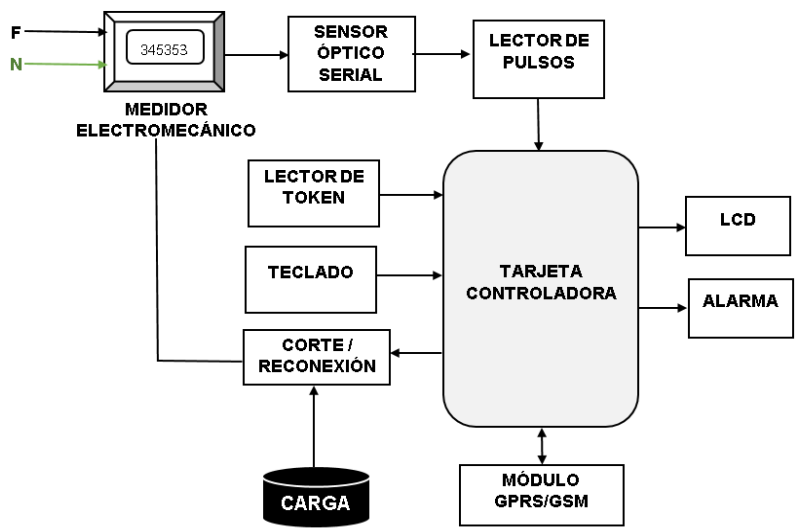 F
N
345353
MEDIDOR
ELECTROMECÁNICO
SENSOR
ÓPTICO
SERIAL
LECTOR DE
PULSOS
LECTOR DE
TOKEN
TECLADO
CORTE /
RECONEXIÓN
CARGA
TARJETA
CONTROLADORA
LCD
ALARMA
MÓDULO
GPRS/GSM